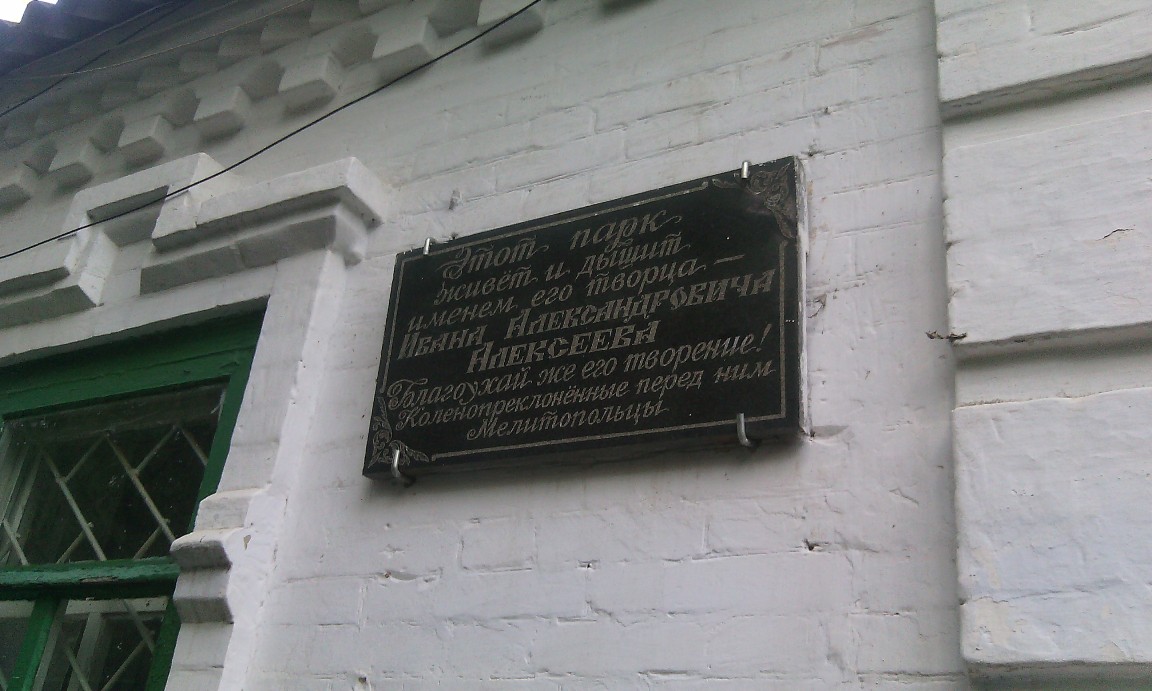 Этот парк
живёт и дышит
именем его творца —
Ивана Александровича
Алексеева
Благоухай же его творение!
Коленопреклонённые перед ним
Мелитопольцы